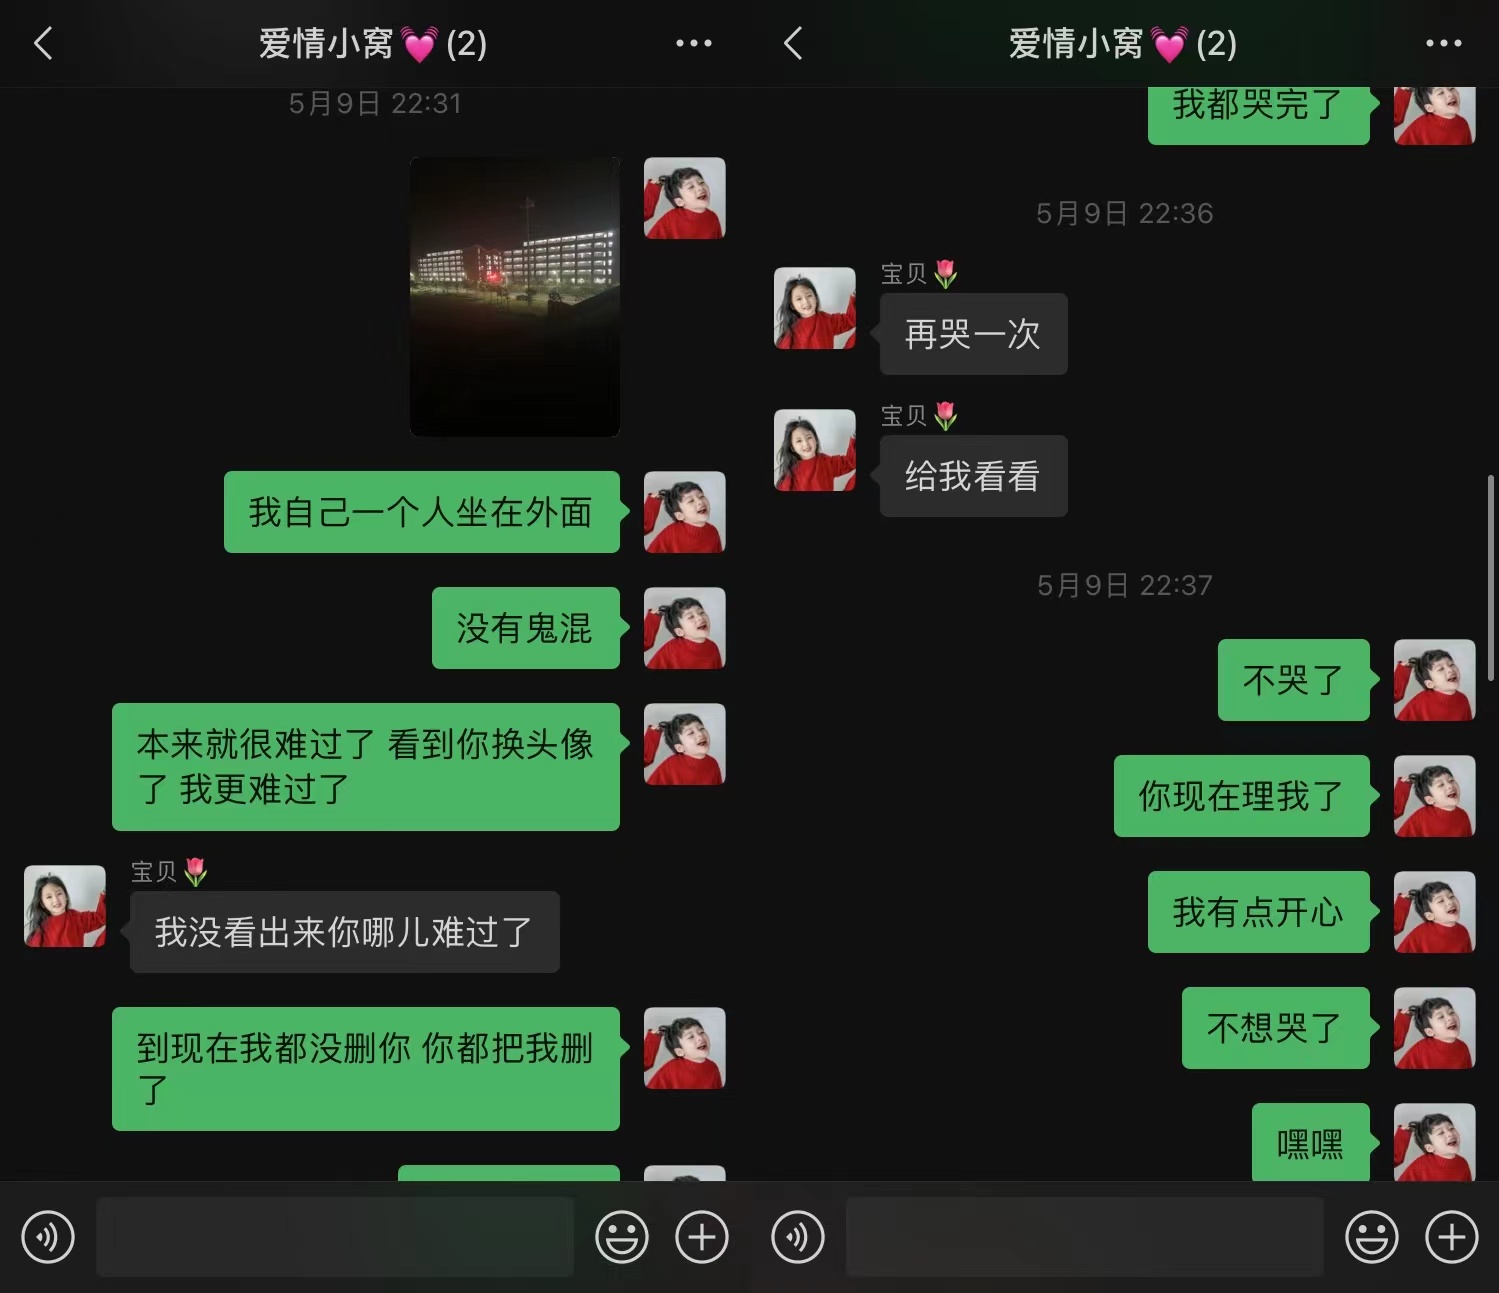 爱情小窝💓(2)
5月9日 22:31
我自己一个人坐在外面
没有鬼混
本来就很难过了 看到你换头像
了 我更难过了
宝贝🌷
我没看出来你哪儿难过了
到现在我都没删你 你都把我删
了
爱情小窝💓(2)
我都哭完了
5月9日 22:36
宝贝🌷
再哭一次
宝贝🌷
给我看看
5月9日 22:37
不哭了
你现在理我了
我有点开心
不想哭了
嘿嘿